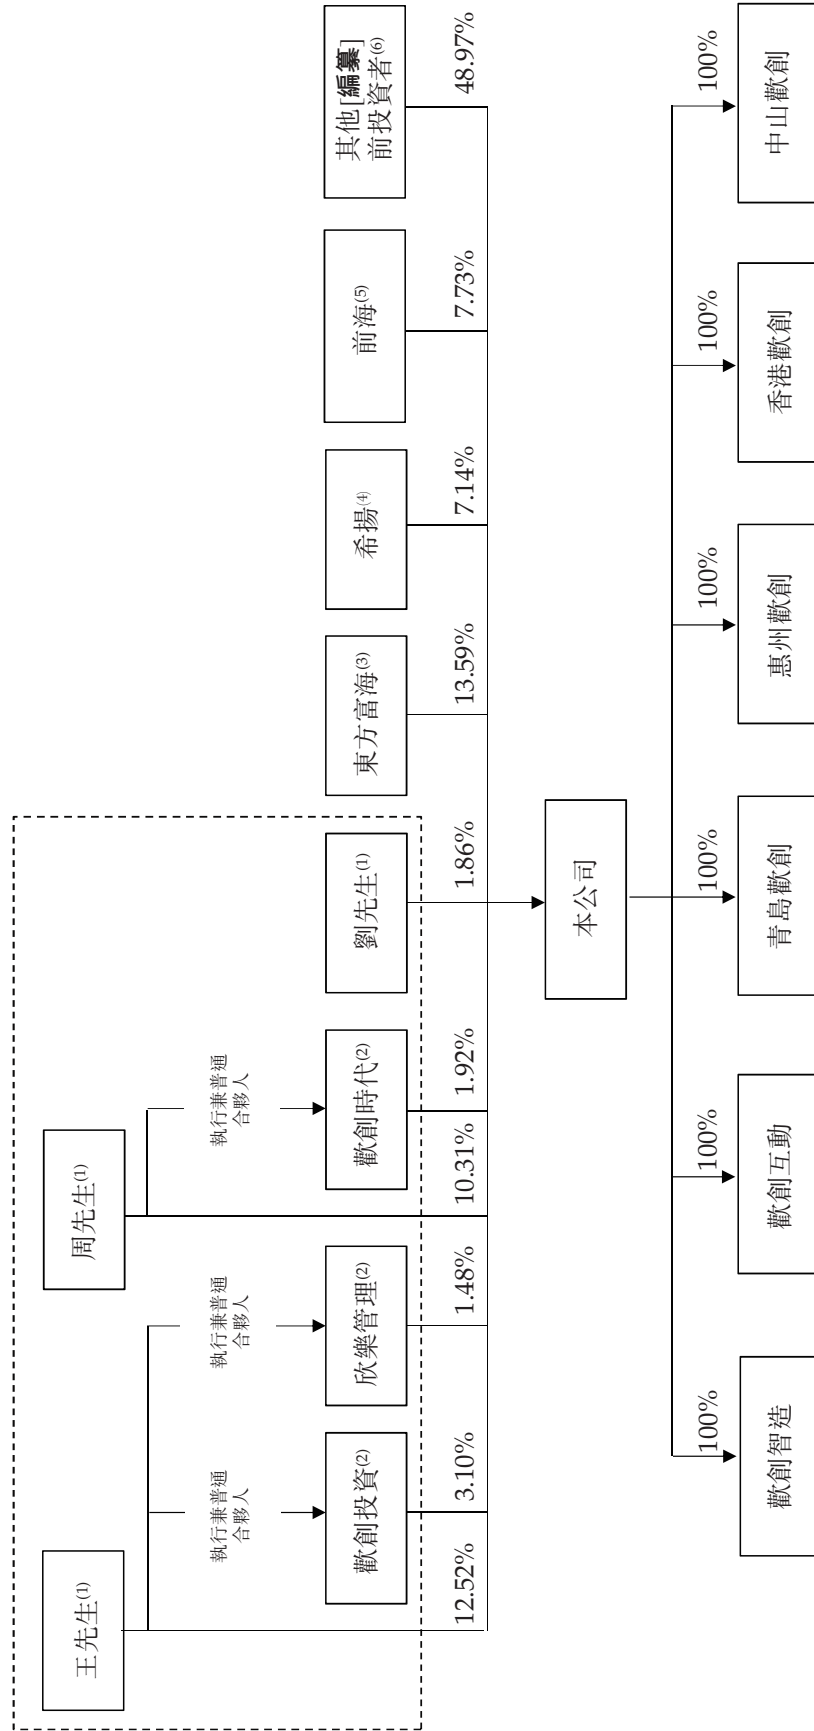 王先生(1)
周先生(1)
執行兼普通
合夥人
執行兼普通
合夥人
執行兼普通
合夥人
歡創投資(2)
欣樂管理(2)
歡創時代(2)
劉先生(1)
東方富海(3)
希揚(4)
前海(5)
其他[編纂]
前投資者(6)
12.52%
3.10%
1.48%
10.31%
1.92%
1.86%
13.59%
7.14%
7.73%
48.97%
本公司
100%
100%
100%
100%
100%
100%
歡創智造
歡創互動
青島歡創
惠州歡創
香港歡創
中山歡創